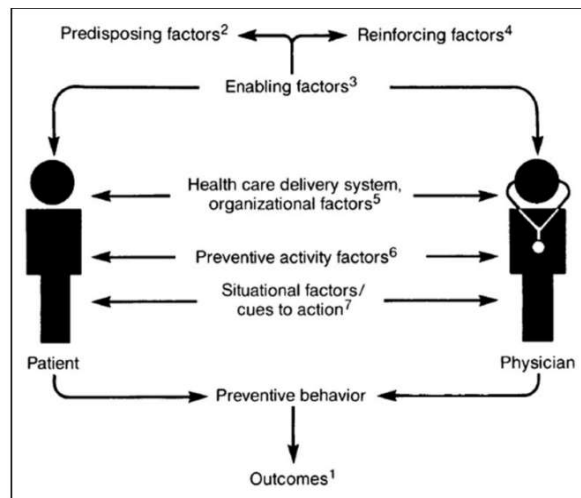 Predisposing factors² Reinforcing factors⁴
Enabling factors³
Health care delivery system,
organizational factors⁵
Preventive activity factors⁶
Situational factors/
cues to action⁷
Patient Physician
Preventive behavior
Outcomes¹